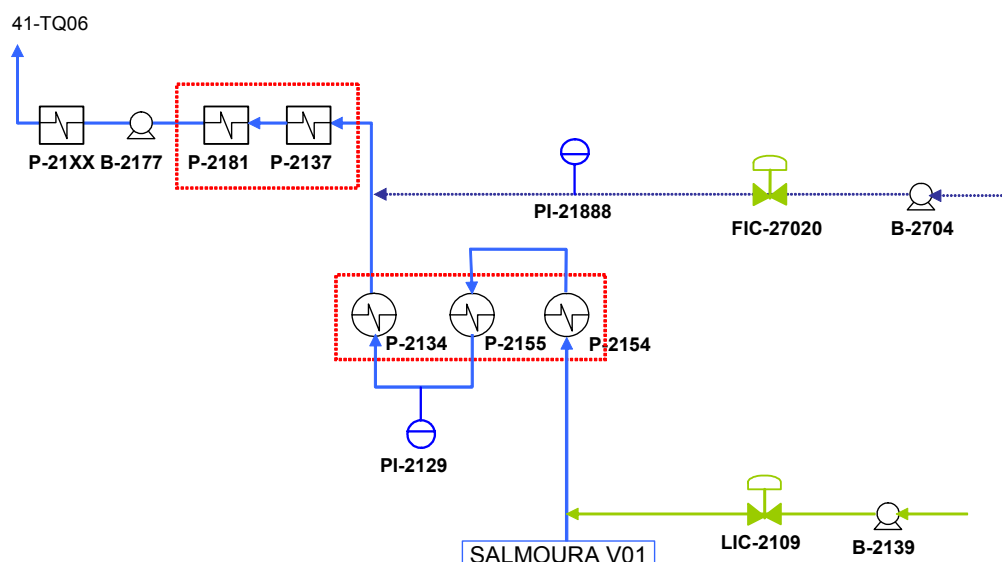 41-TQ06
P-21XX
B-2177
P-2181
P-2137
PI-21888
FIC-27020
B-2704
P-2134
P-2155
P-2154
PI-2129
LIC-2109
B-2139
SALMOURA V01